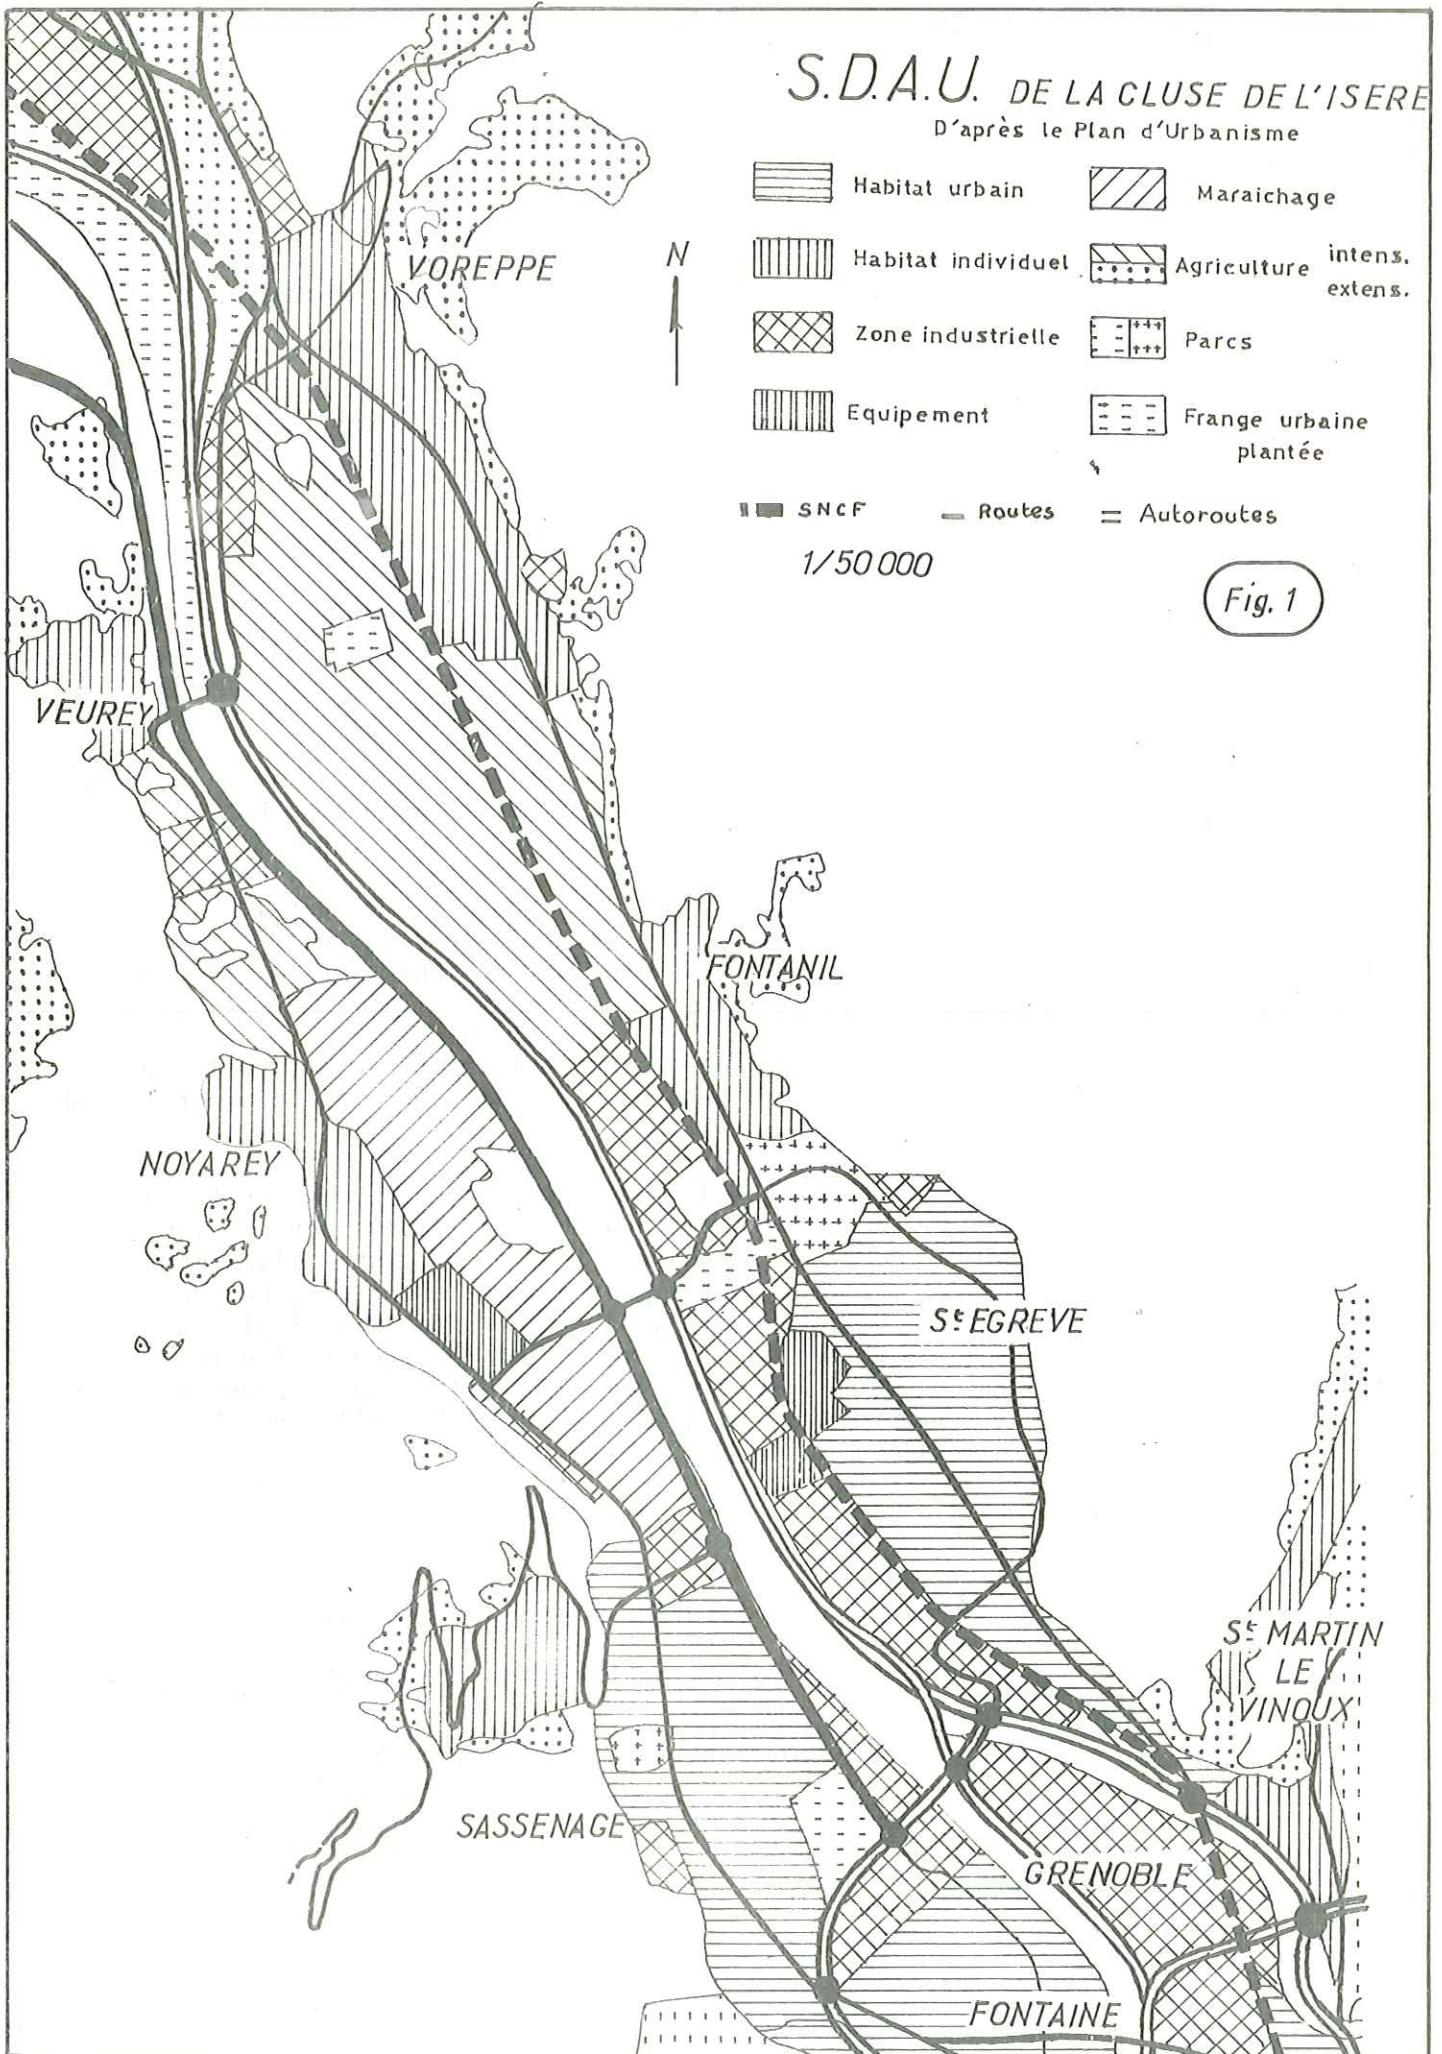 S.D.A.U. DE LA CLUSE DE L'ISERE
D'après le Plan d'Urbanisme
Habitat urbain
Maraichage
Habitat individuel
Agriculture
intens.
extens.
Zone industrielle
Parcs
Equipement
Frange urbaine
plantée
SNCF
Routes
Autoroutes
1/50 000
Fig. 1
N
VOREPPE
VEUREY
FONTANIL
NOYAREY
St EGREVE
St MARTIN
LE
VINOUX
SASSENAGE
GRENOBLE
FONTAINE